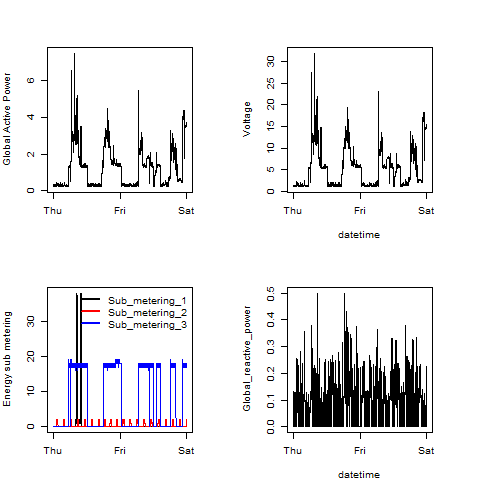 Global Active Power
6
4
2
0
Thu
Fri
Sat
Voltage
30
25
20
15
10
5
0
Thu
Fri
Sat
datetime
Energy sub metering
30
20
10
0
Sub_metering_1
Sub_metering_2
Sub_metering_3
Thu
Fri
Sat
Global_reactive_power
0.5
0.4
0.3
0.2
0.1
0.0
Thu
Fri
Sat
datetime